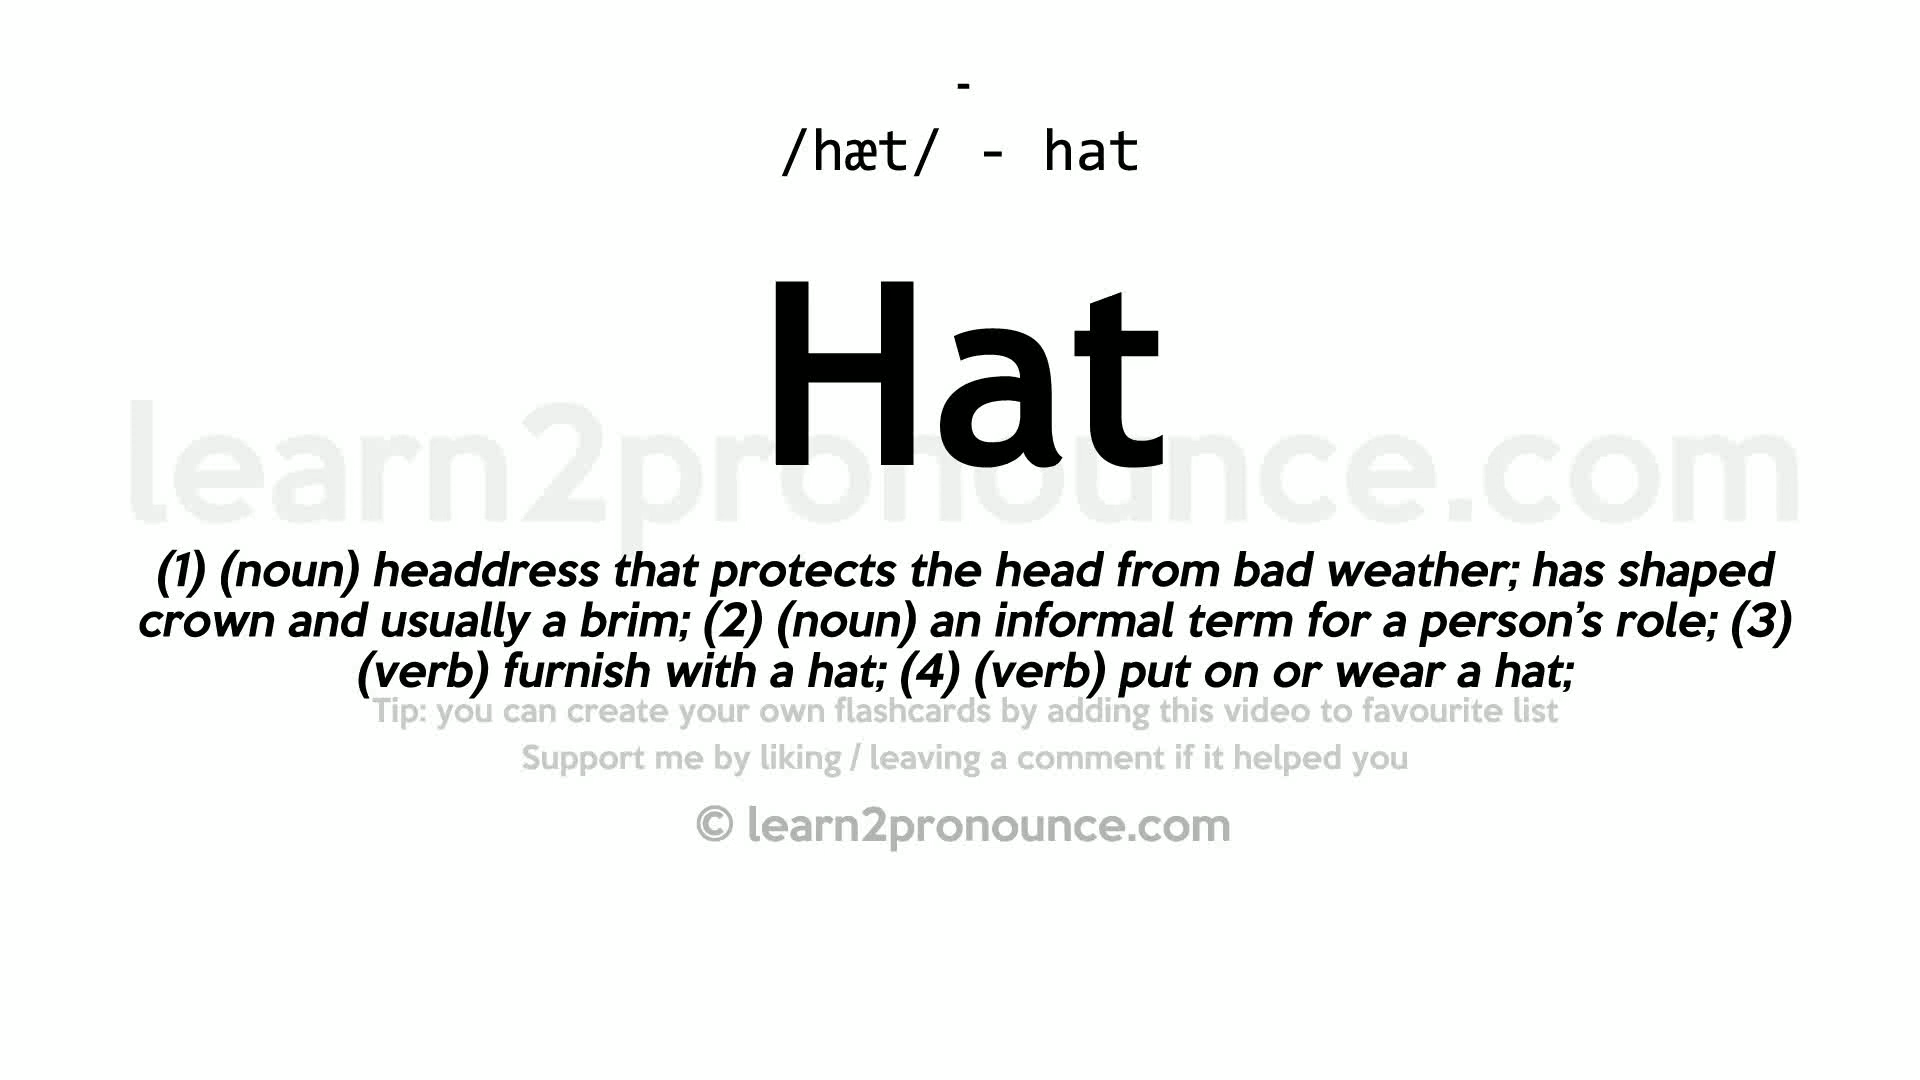 -
/hæt/ - hat
Hat
learn2pronounce.com
(1) (noun) headdress that protects the head from bad weather; has shaped
crown and usually a brim; (2) (noun) an informal term for a person’s role; (3)
(verb) furnish with a hat; (4) (verb) put on or wear a hat;
Tip: you can create your own flashcards by adding this video to favourite list
Support me by liking / leaving a comment if it helped you
© learn2pronounce.com